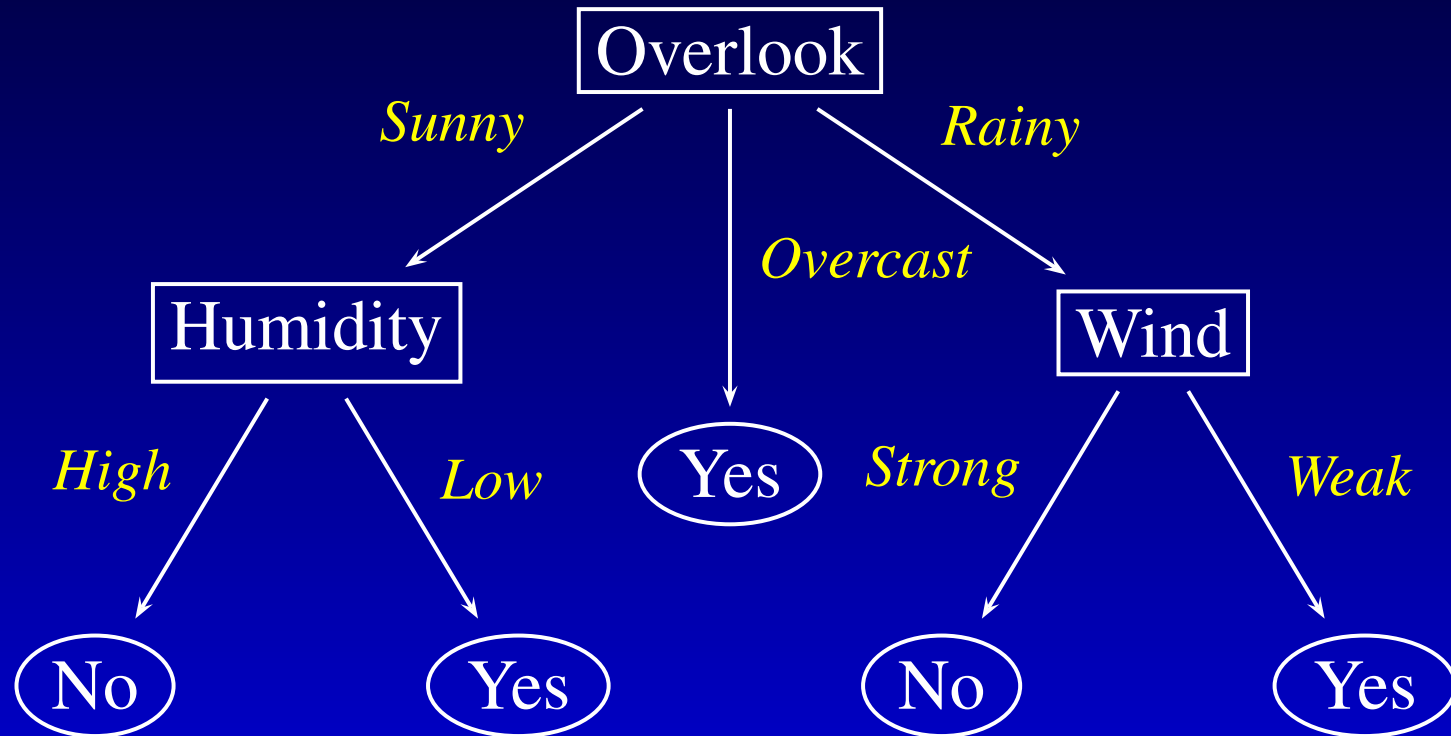 Overlook
Sunny
Rainy
Overcast
Humidity
Wind
High
Low
Yes
Strong
Weak
No
Yes
No
Yes